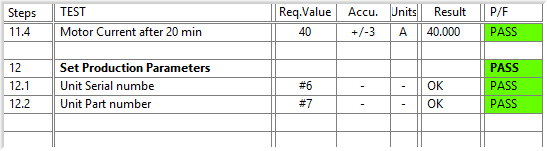 Steps TEST Req.Value Accu. Units Result P/F
11.4 Motor Current after 20 min 40 +/-3 A 40.000 PASS
12 Set Production Parameters PASS
12.1 Unit Serial numbe #6 - - OK PASS
12.2 Unit Part number #7 - - OK PASS